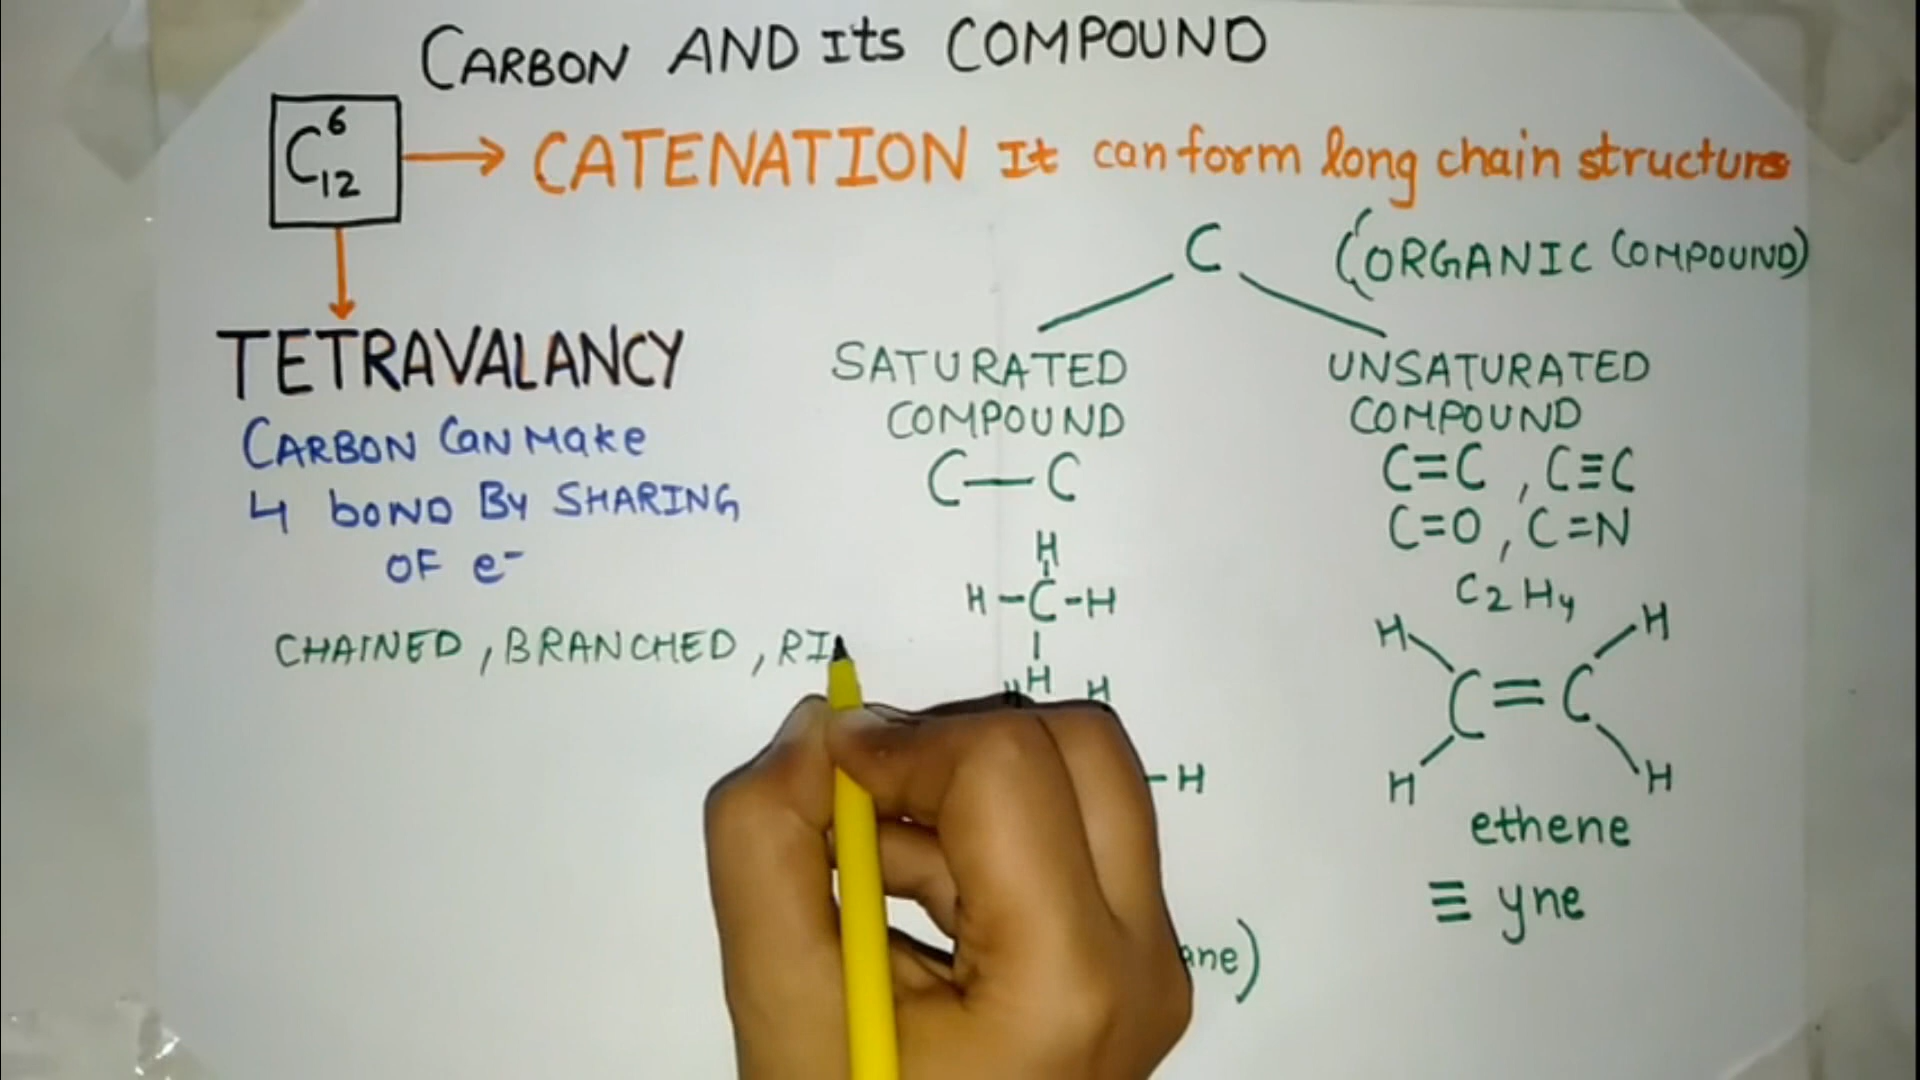 CARBON AND Its COMPOUND
C 6 12
CATENATION It can form long chain structures
C (ORGANIC COMPOUND)
TETRAVALANCY
CARBON CAN Make
4 bOND By SHARING
OF e-
CHAINED, BRANCHED, RI
SATURATED
COMPOUND
C—C
H
H-C-H
H
H H
-H
ane)
UNSATURATED
COMPOUND
C=C, C≡C
C=O, C=N
C2H4
H H
C=C
H H
ethene
≡ yne